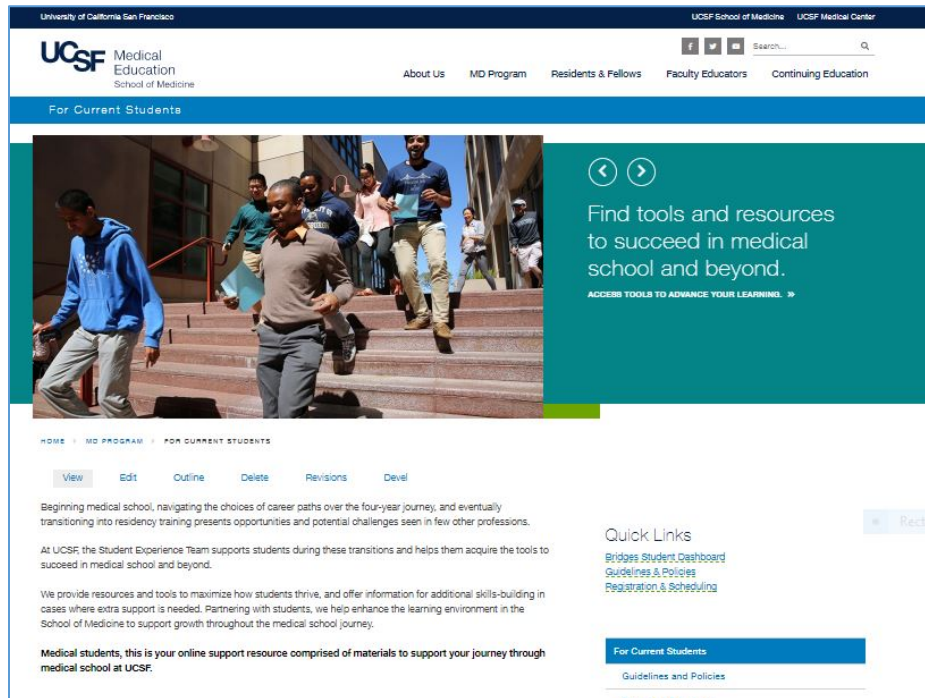 University of California San Francisco
UCSF School of Medicine UCSF Medical Center
UCSF Medical Education
School of Medicine
Search...
About Us MD Program Residents & Fellows Faculty Educators Continuing Education
For Current Students
Find tools and resources
to succeed in medical
school and beyond.
ACCESS TOOLS TO ADVANCE YOUR LEARNING. »
HOME / MD PROGRAM / FOR CURRENT STUDENTS
View Edit Outline Delete Revisions Devel
Beginning medical school, navigating the choices of career paths over the four-year journey, and eventually
transitioning into residency training presents opportunities and potential challenges seen in few other professions.
At UCSF, the Student Experience Team supports students during these transitions and helps them acquire the tools to
succeed in medical school and beyond.
We provide resources and tools to maximize how students thrive, and offer information for additional skills-building in
cases where extra support is needed. Partnering with students, we help enhance the learning environment in the
School of Medicine to support growth throughout the medical school journey.
Medical students, this is your online support resource comprised of materials to support your journey through
medical school at UCSF.
Quick Links
Bridges Student Dashboard
Guidelines & Policies
Registration & Scheduling
Rect
For Current Students
Guidelines and Policies